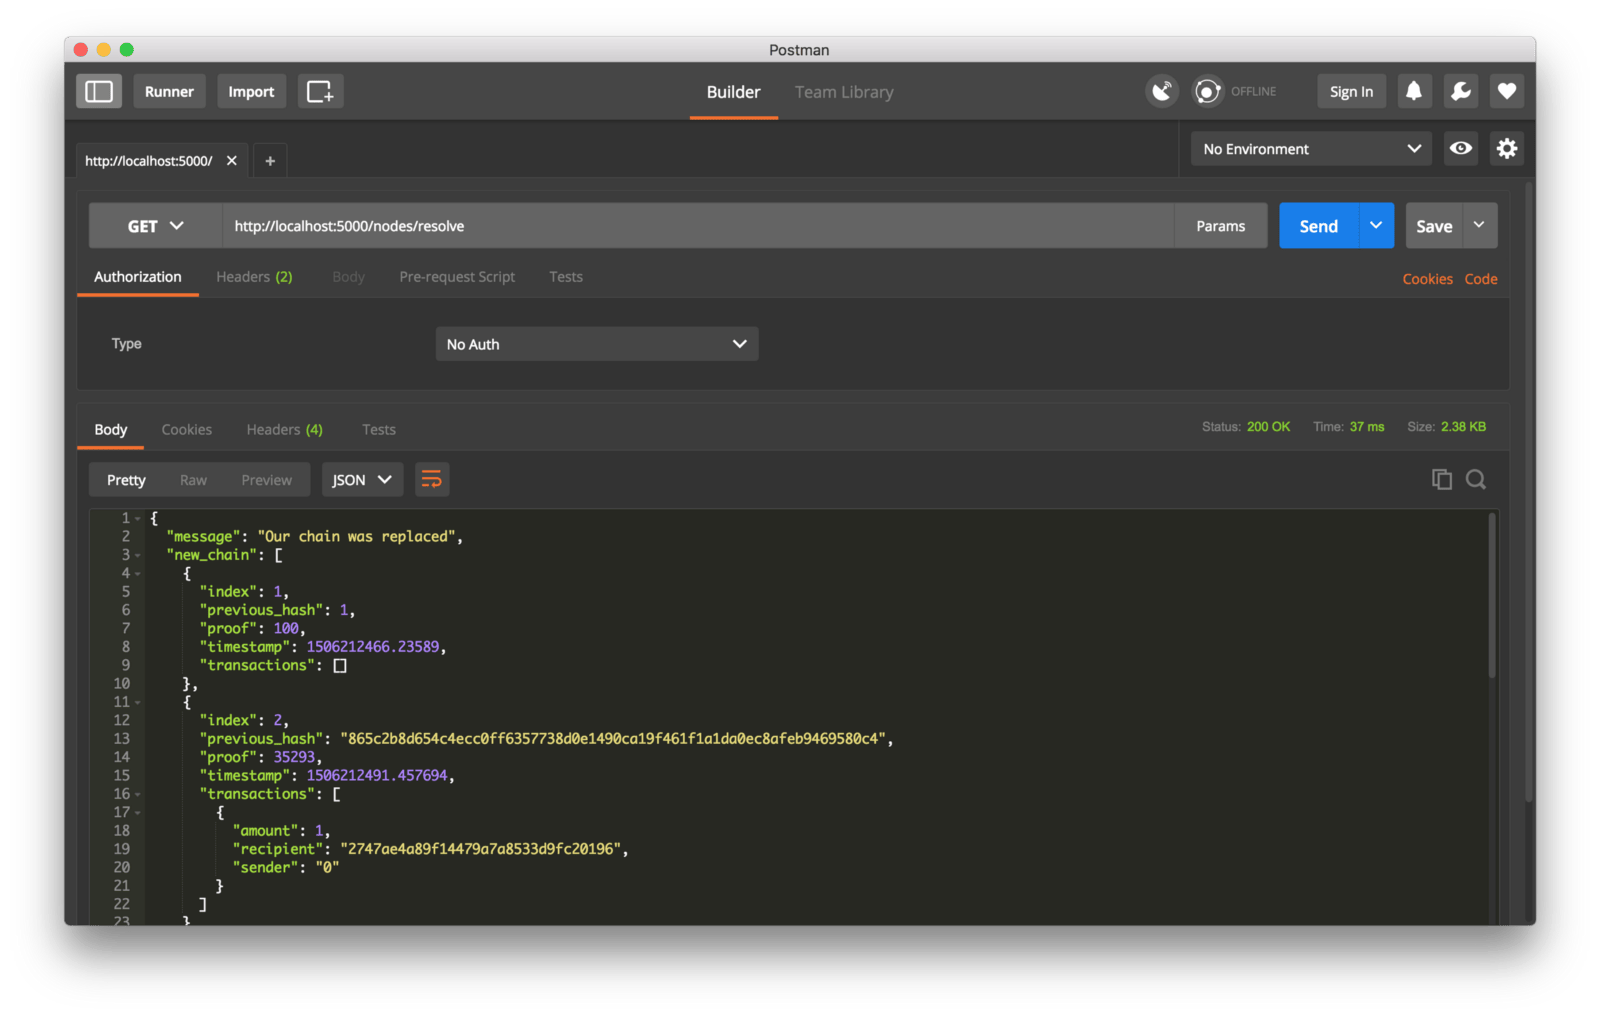 Postman
Runner Import Builder Team Library OFFLINE Sign In
http://localhost:5000/ No Environment
GET http://localhost:5000/nodes/resolve Params Send Save
Authorization Headers (2) Body Pre-request Script Tests Cookies Code
Type No Auth
Body Cookies Headers (4) Tests Status: 200 OK Time: 37 ms Size: 2.38 KB
Pretty Raw Preview JSON
1 {
2 "message": "Our chain was replaced",
3 "new_chain": [
4 {
5 "index": 1,
6 "previous_hash": 1,
7 "proof": 100,
8 "timestamp": 1506212466.23589,
9 "transactions": []
10 },
11 {
12 "index": 2,
13 "previous_hash": "865c2b8d654c4ecc0ff6357738d0e1490ca19f461f1a1da0ec8afeb9469580c4",
14 "proof": 35293,
15 "timestamp": 1506212491.457694,
16 "transactions": [
17 {
18 "amount": 1,
19 "recipient": "2747ae4a89f14479a7a8533d9fc20196",
20 "sender": "0"
21 }
22 ]
23 }